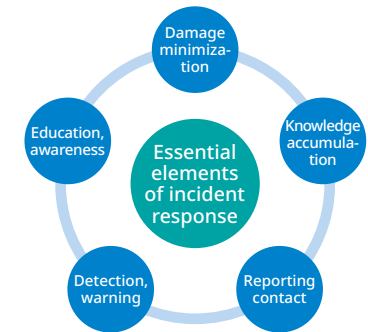 Damage
minimiza-
tion
Education,
awareness
Knowledge
accumula-
tion
Essential
elements
of incident
response
Detection,
warning
Reporting
contact